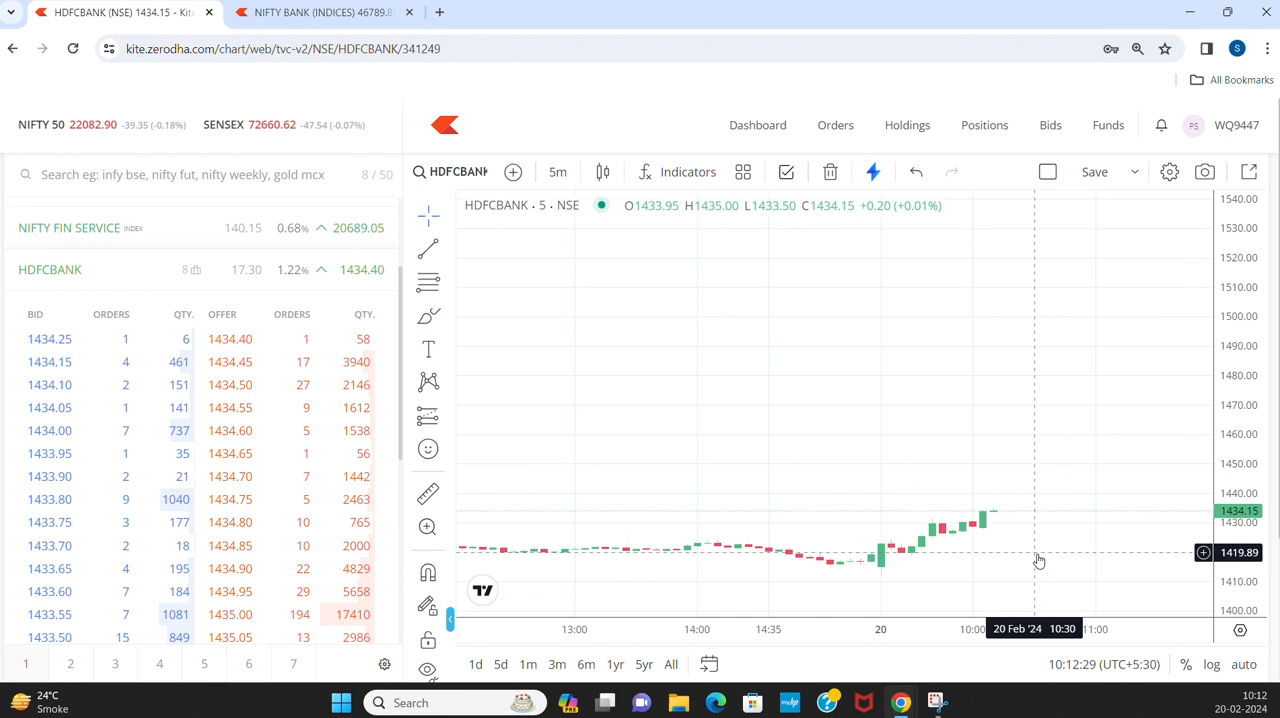 HDFCBANK (NSE) 1434.15 - Kite
NIFTY BANK (INDICES) 46789.8
kite.zerodha.com/chart/web/tvc-v2/NSE/HDFCBANK/341249
S
All Bookmarks
NIFTY 50 22082.90 -39.35 (-0.18%) SENSEX 72660.62 -47.54 (-0.07%)
Dashboard Orders Holdings Positions Bids Funds PS WQ9447
Search eg: infy bse, nifty fut, nifty weekly, gold mcx 8 / 50
HDFCBANK 5m Indicators Save
NIFTY FIN SERVICE INDEX 140.15 0.68% 20689.05
HDFCBANK · 5 · NSE O1433.95 H1435.00 L1433.50 C1434.15 +0.20 (+0.01%)
HDFCBANK 8 17.30 1.22% 1434.40
BID ORDERS QTY. OFFER ORDERS QTY.
1434.25 1 6 1434.40 1 58
1434.15 4 461 1434.45 17 3940
1434.10 2 151 1434.50 27 2146
1434.05 1 141 1434.55 9 1612
1434.00 7 737 1434.60 5 1538
1433.95 1 35 1434.65 1 56
1433.90 2 21 1434.70 7 1442
1433.80 9 1040 1434.75 5 2463
1433.75 3 177 1434.80 10 765
1433.70 2 18 1434.85 10 2000
1433.65 4 195 1434.90 22 4829
1433.60 7 184 1434.95 29 5658
1433.55 7 1081 1435.00 194 17410
1433.50 15 849 1435.05 13 2986
1 2 3 4 5 6 7
1540.00
1530.00
1520.00
1510.00
1500.00
1490.00
1480.00
1470.00
1460.00
1450.00
1440.00
1434.15
1430.00
1419.89
1410.00
1400.00
13:00 14:00 14:35 20 10:00 20 Feb '24 10:30 11:00
1d 5d 1m 3m 6m 1yr 5yr All
10:12:29 (UTC+5:30) % log auto
24°C
Smoke
Search
PRE
hp
10:12
20-02-2024